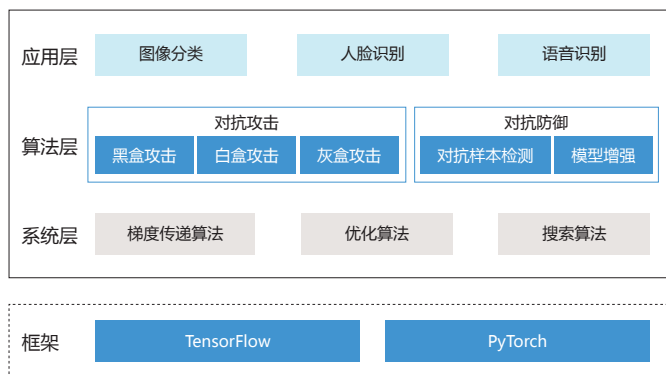 应用层 图像分类 人脸识别 语音识别
对抗攻击 对抗防御
算法层 黑盒攻击 白盒攻击 灰盒攻击 对抗样本检测 模型增强
系统层 梯度传递算法 优化算法 搜索算法
框架 TensorFlow PyTorch